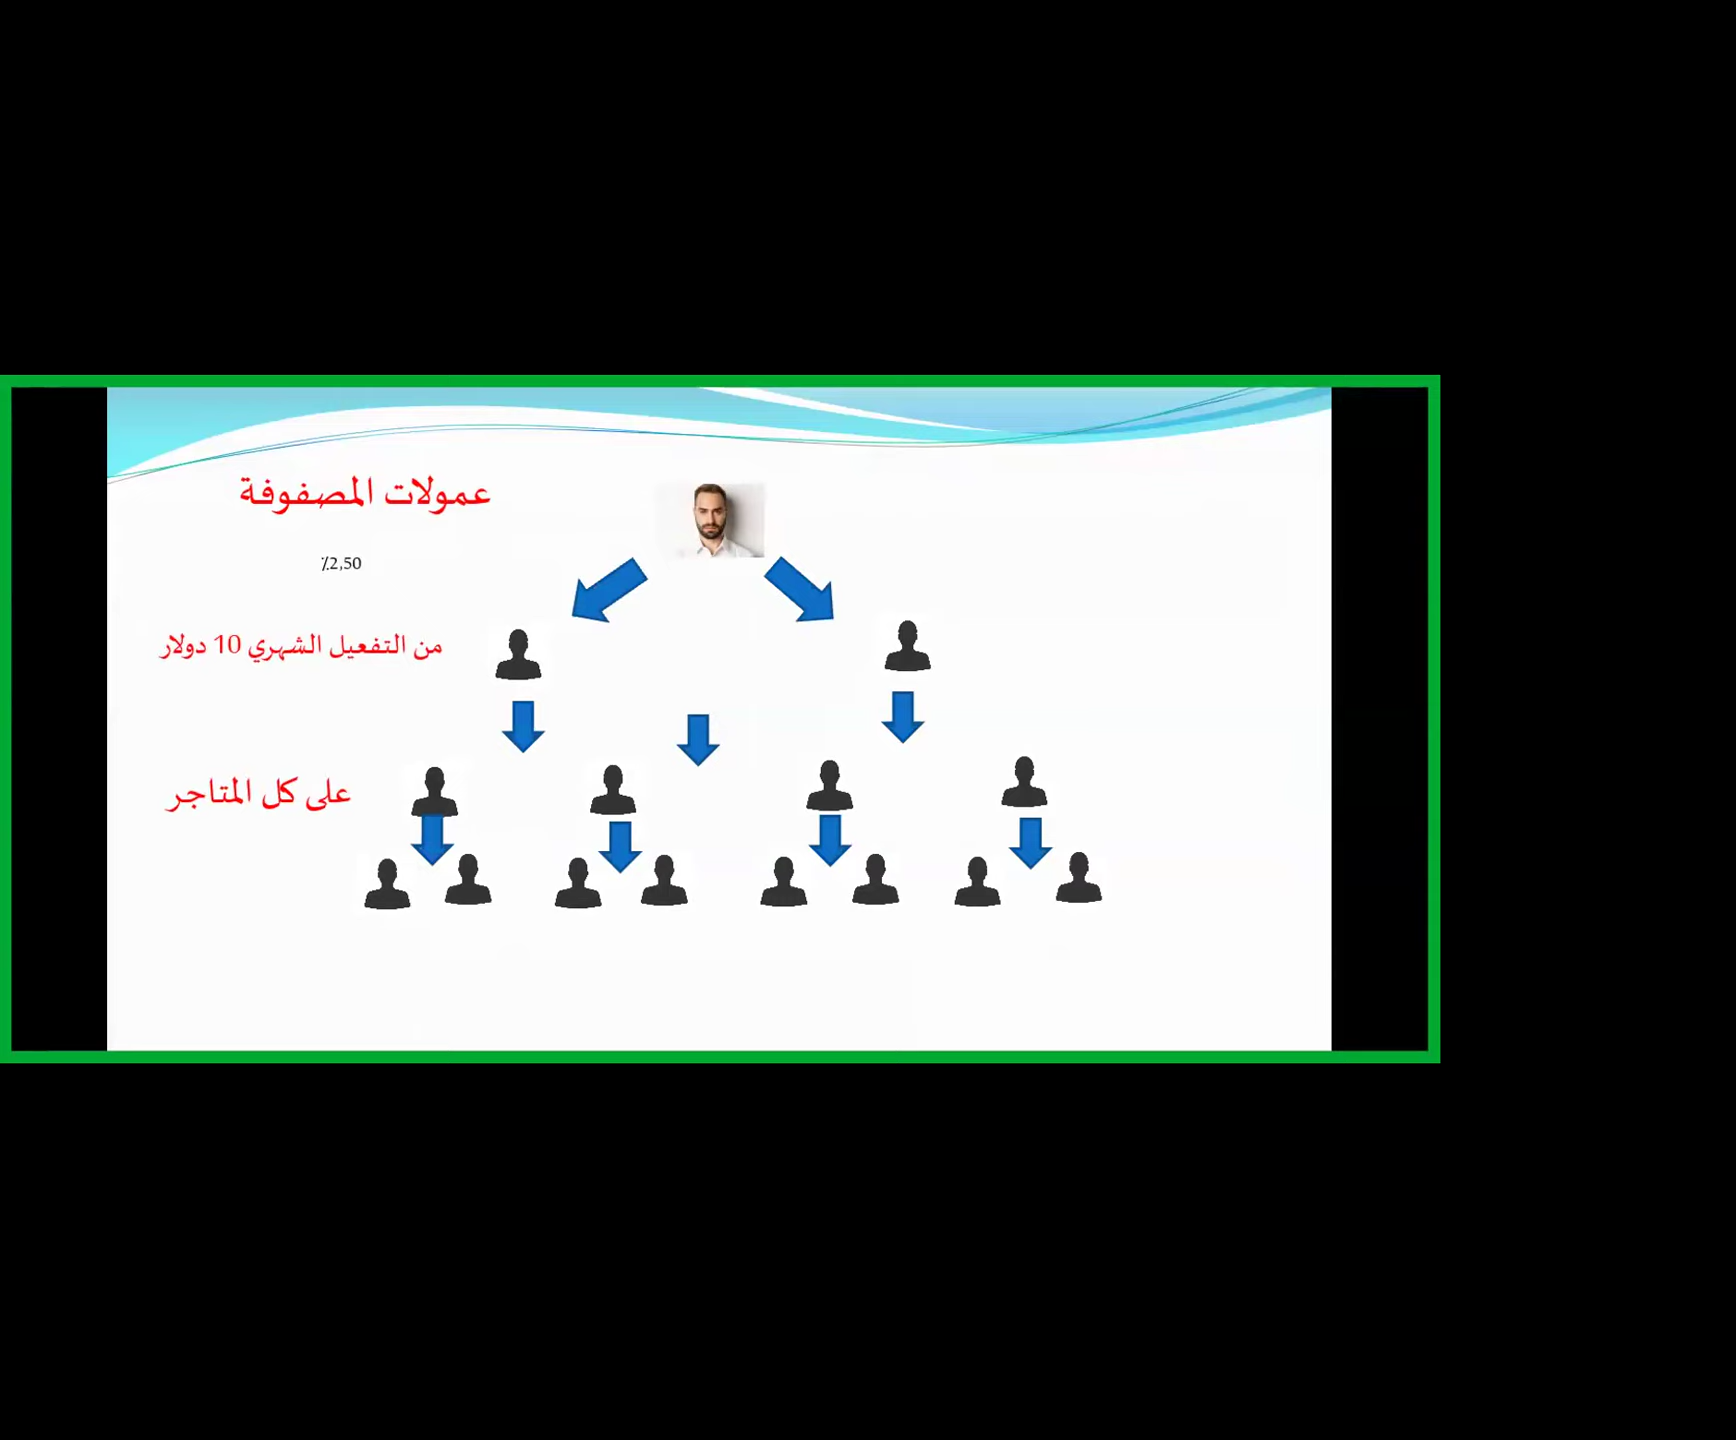 عمولات المصفوفة
٪2,50
من التفعيل الشهري 10 دولار
على كل المتاجر